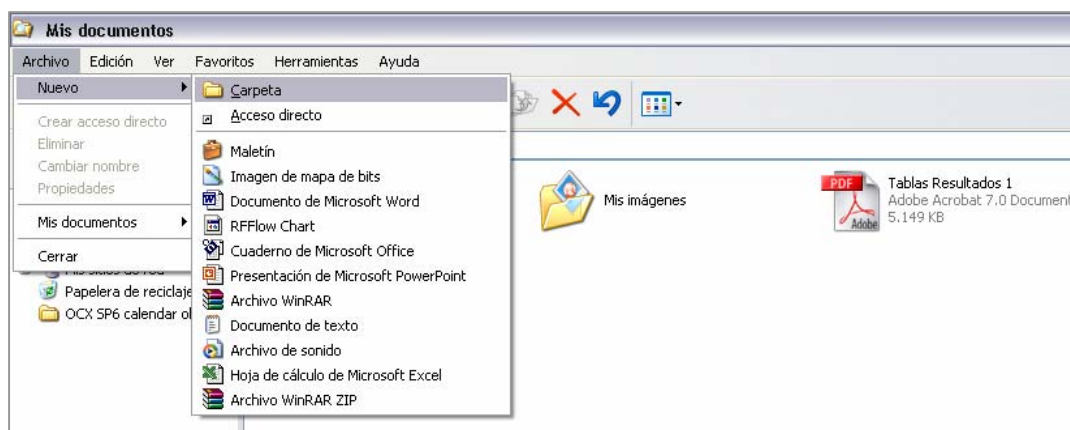 Mis documentos
Archivo Edición Ver Favoritos Herramientas Ayuda
Nuevo
Crear acceso directo
Eliminar
Cambiar nombre
Propiedades
Mis documentos
Cerrar
Carpeta
Acceso directo
Maletín
Imagen de mapa de bits
Documento de Microsoft Word
RFFlow Chart
Cuaderno de Microsoft Office
Presentación de Microsoft PowerPoint
Archivo WinRAR
Documento de texto
Archivo de sonido
Hoja de cálculo de Microsoft Excel
Archivo WinRAR ZIP
Papelera de reciclaje
OCX SP6 calendar
Mis imágenes
PDF
Adobe
Tablas Resultados 1
Adobe Acrobat 7.0 Document
5.149 KB